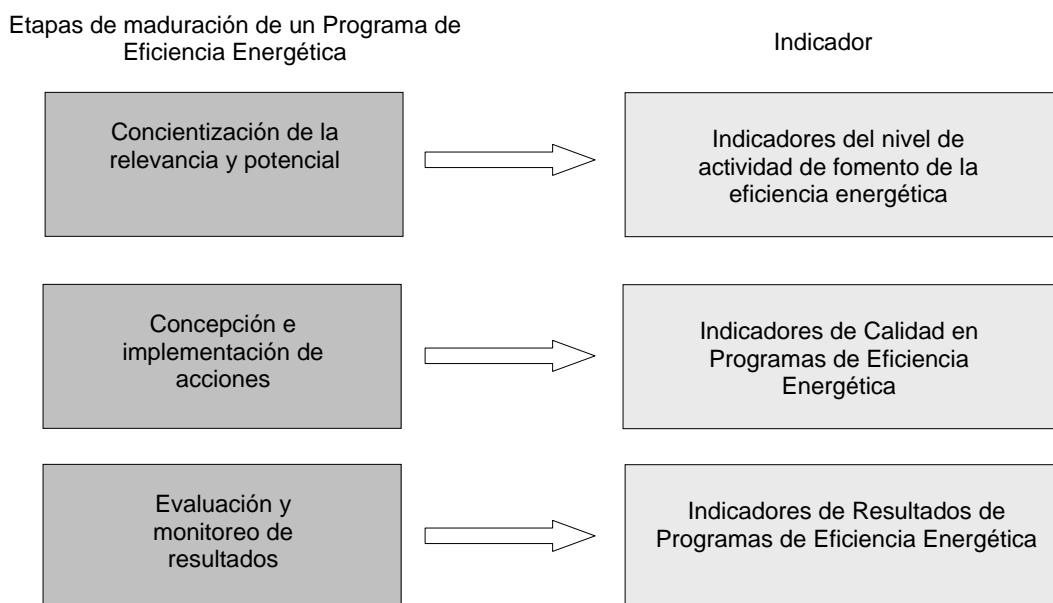 Etapas de maduración de un Programa de
Eficiencia Energética
Indicador
Concientización de la
relevancia y potencial
Indicadores del nivel de
actividad de fomento de la
eficiencia energética
Concepción e
implementación de
acciones
Indicadores de Calidad en
Programas de Eficiencia
Energética
Evaluación y
monitoreo de
resultados
Indicadores de Resultados de
Programas de Eficiencia Energética